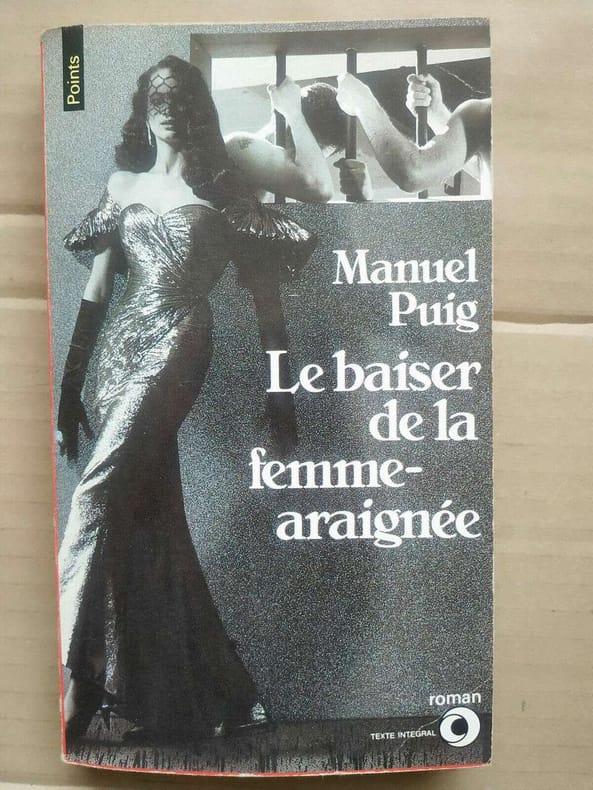 Points
Manuel
Puig
Le baiser
de la
femme-
araignée
roman
TEXTE INTEGRAL